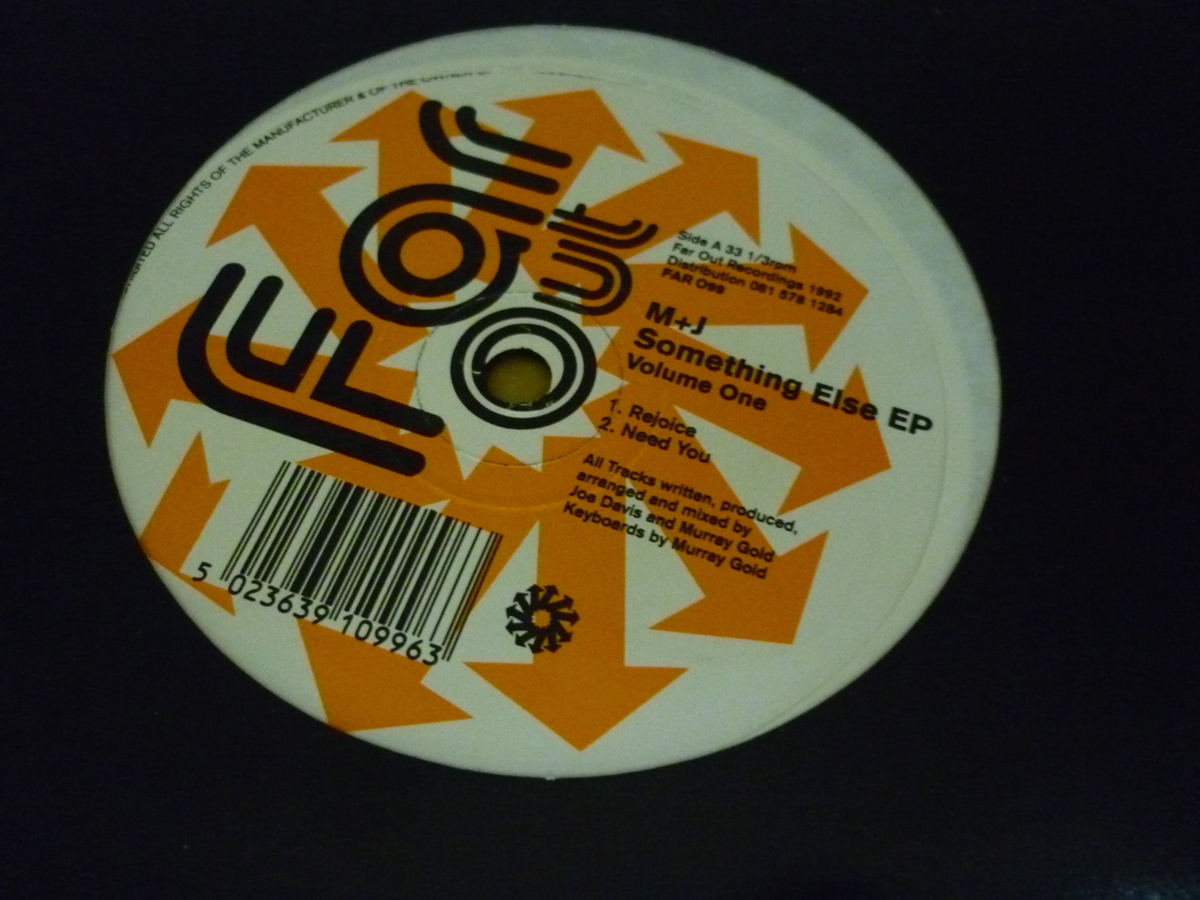 ALL RIGHTS OF THE MANUFACTURER & OF THE OWNER OF
Far
Out
Side A 33 1/3rpm
Far Out Recordings 1992
Distribution 081 578 1284
FAR 099
M+J
Something Else EP
Volume One
1. Rejoice
2. Need You
All Tracks written, produced,
arranged and mixed by
Joe Davis and Murray Gold
Keyboards by Murray Gold
5 023639 109963